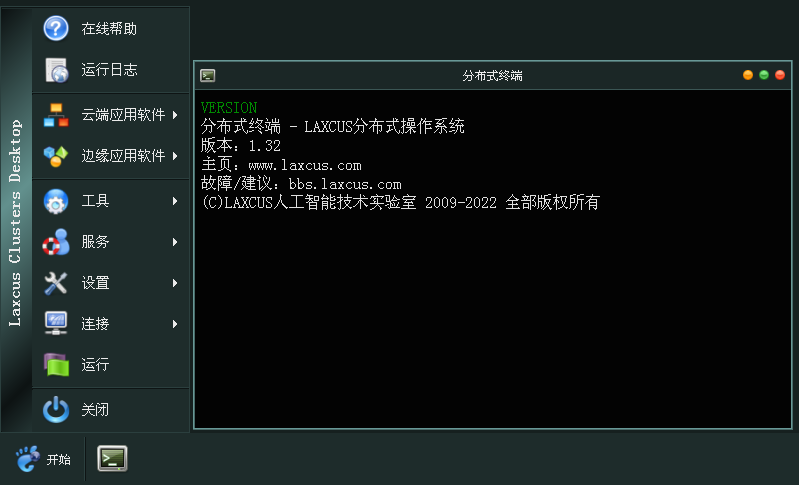 在线帮助
运行日志
云端应用软件
边缘应用软件
工具
服务
设置
连接
运行
关闭
Laxcus Clusters Desktop
分布式终端
VERSION
分布式终端 - LAXCUS分布式操作系统
版本: 1.32
主页: www.laxcus.com
故障/建议: bbs.laxcus.com
(C)LAXCUS人工智能技术实验室 2009-2022 全部版权所有
开始